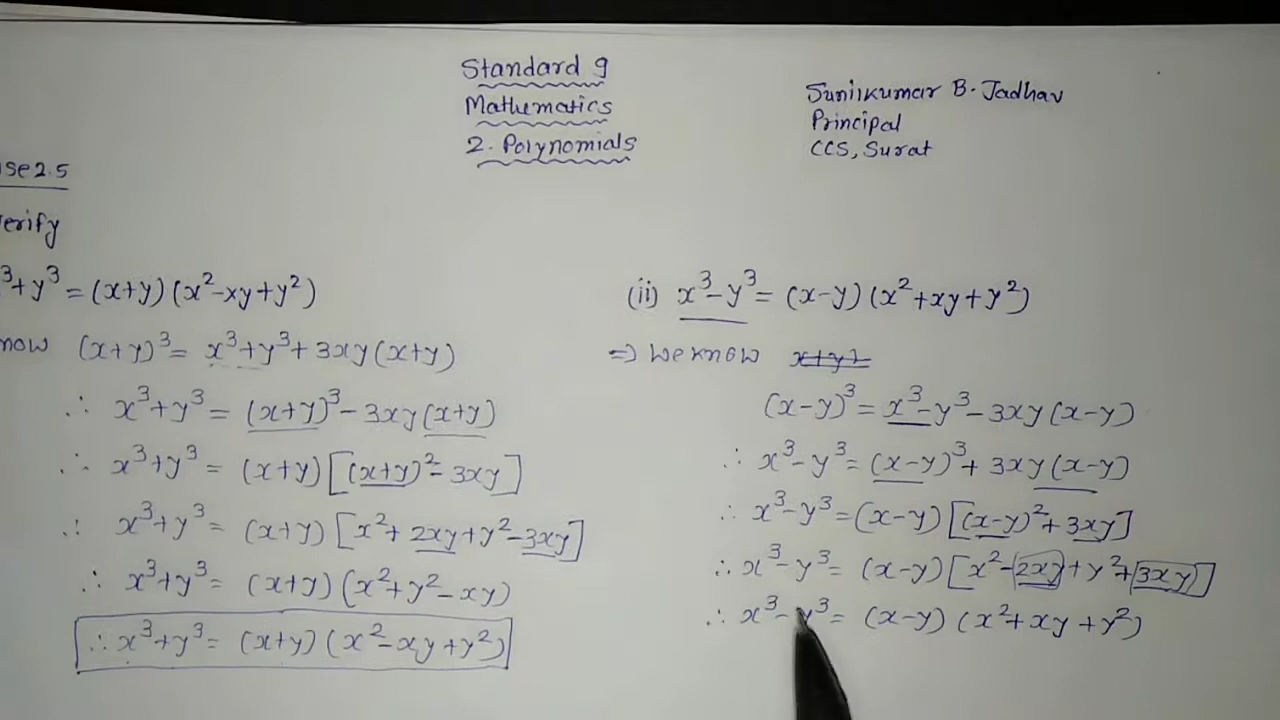 Standard 9
Mathematics
2. Polynomials
Sunilkumar B. Jadhav
Principal
CCS, Surat
se 2.5
erify
³+y³ = (x+y)(x²-xy+y²)
now (x+y)³ = x³+y³+3xy(x+y)
∴ x³+y³ = (x+y)³-3xy(x+y)
∴ x³+y³ = (x+y)[(x+y)²-3xy]
∴ x³+y³ = (x+y)[x²+2xy+y²-3xy]
∴ x³+y³ = (x+y)(x²+y²-xy)
∴ x³+y³ = (x+y)(x²-xy+y²)
(ii) x³-y³ = (x-y)(x²+xy+y²)
⇒ we know
(x-y)³ = x³-y³-3xy(x-y)
∴ x³-y³ = (x-y)³+3xy(x-y)
∴ x³-y³ = (x-y)[(x-y)²+3xy]
∴ x³-y³ = (x-y)[x²-2xy+y²+3xy]
∴ x³-y³ = (x-y)(x²+xy+y²)